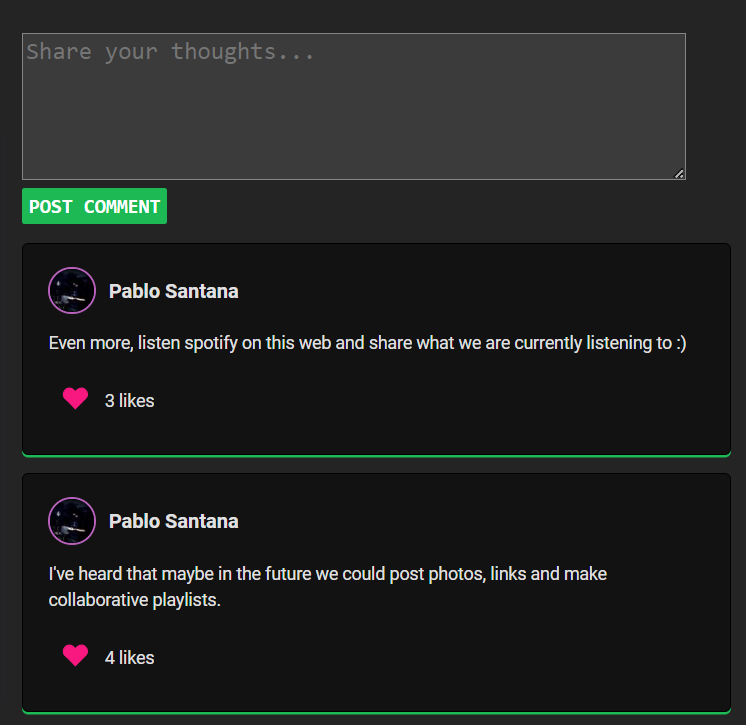 Share your thoughts...
POST COMMENT
Pablo Santana
Even more, listen spotify on this web and share what we are currently listening to :)
3 likes
Pablo Santana
I've heard that maybe in the future we could post photos, links and make
collaborative playlists.
4 likes